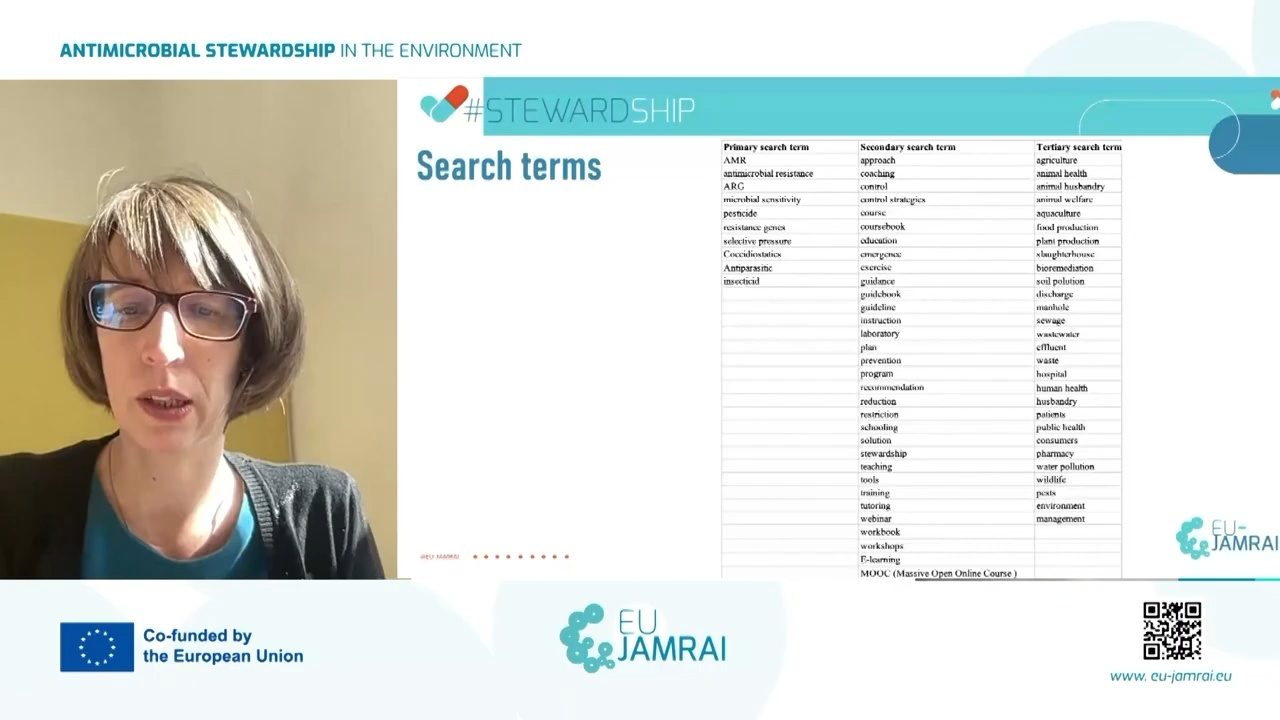 ANTIMICROBIAL STEWARDSHIP IN THE ENVIRONMENT
#STEWARDSHIP
Search terms
Primary search term Secondary search term Tertiary search term
AMR approach agriculture
antimicrobial resistance coaching animal health
ARG control animal husbandry
microbial sensitivity control strategies animal welfare
pesticide course aquaculture
resistance genes coursebook food production
selective pressure education plant production
Coccidiostatics emergence slaughterhouse
Antiparasitic exercise bioremediation
insecticid guidance soil polution
guidebook discharge
guideline manhole
instruction sewage
laboratory wastewater
plan effluent
prevention waste
program hospital
recommendation human health
reduction husbandry
restriction patients
schooling public health
solution consumers
stewardship pharmacy
teaching water pollution
tools wildlife
training pests
tutoring environment
webinar management
workbook
workshops
E-learning
MOOC (Massive Open Online Course )
@EU_JAMRAI
EU-
JAMRAI
Co-funded by
the European Union
EU
JAMRAI
www. eu-jamrai.eu